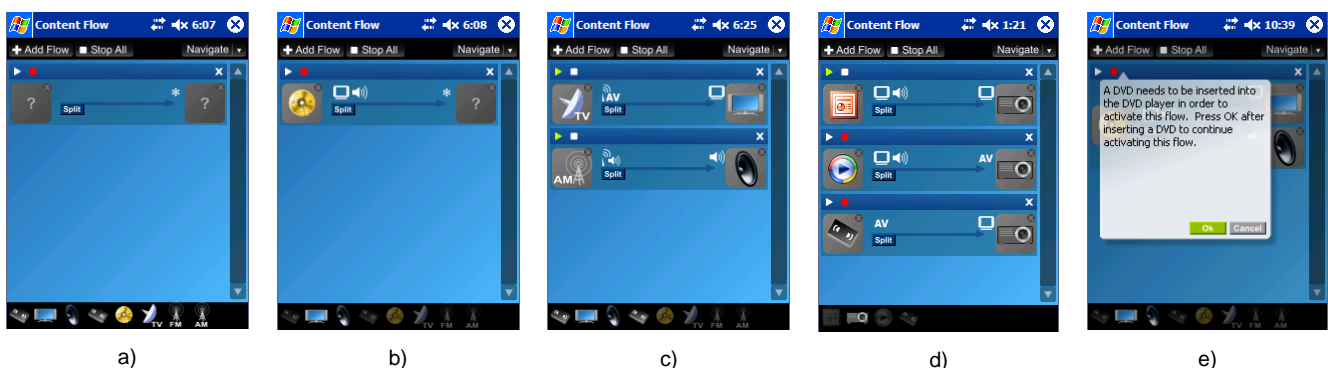 Content Flow 6:07
Add Flow Stop All Navigate
X
? * ?
Split
TV FM AM
a)
Content Flow 6:08
Add Flow Stop All Navigate
X
* ?
Split
TV FM AM
b)
Content Flow 6:25
Add Flow Stop All Navigate
X
TV AV
Split
X
AM
Split
TV FM AM
c)
Content Flow 1:21
Add Flow Stop All Navigate
X
Split
X
AV
Split
X
AV
Split
d)
Content Flow 10:39
Add Flow Stop All Navigate
X
A DVD needs to be inserted into
the DVD player in order to
activate this flow. Press OK after
inserting a DVD to continue
activating this flow.
Ok Cancel
TV FM AM
e)